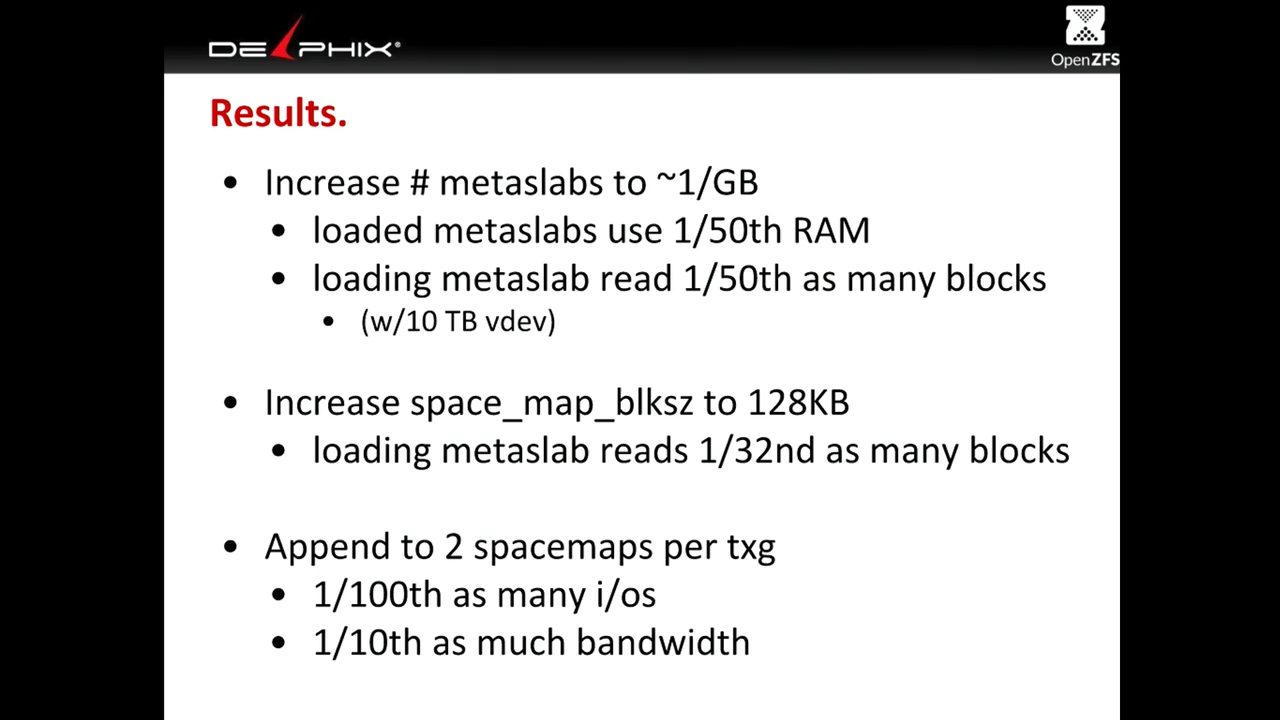 DELPHIX
OpenZFS
Results.
• Increase # metaslabs to ~1/GB
• loaded metaslabs use 1/50th RAM
• loading metaslab read 1/50th as many blocks
• (w/10 TB vdev)
• Increase space_map_blksz to 128KB
• loading metaslab reads 1/32nd as many blocks
• Append to 2 spacemaps per txg
• 1/100th as many i/os
• 1/10th as much bandwidth